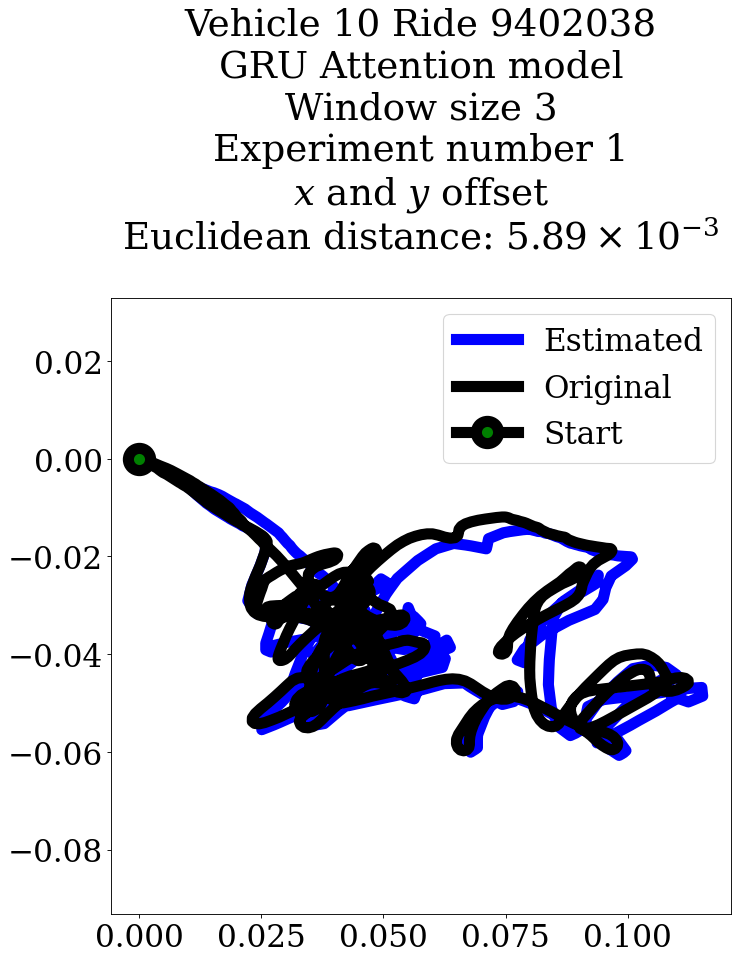 Vehicle 10 Ride 9402038
GRU Attention model
Window size 3
Experiment number 1
x and y offset
Euclidean distance: 5.89 × 10⁻³
Estimated
Original
Start
0.02
0.00
−0.02
−0.04
−0.06
−0.08
0.000 0.025 0.050 0.075 0.100